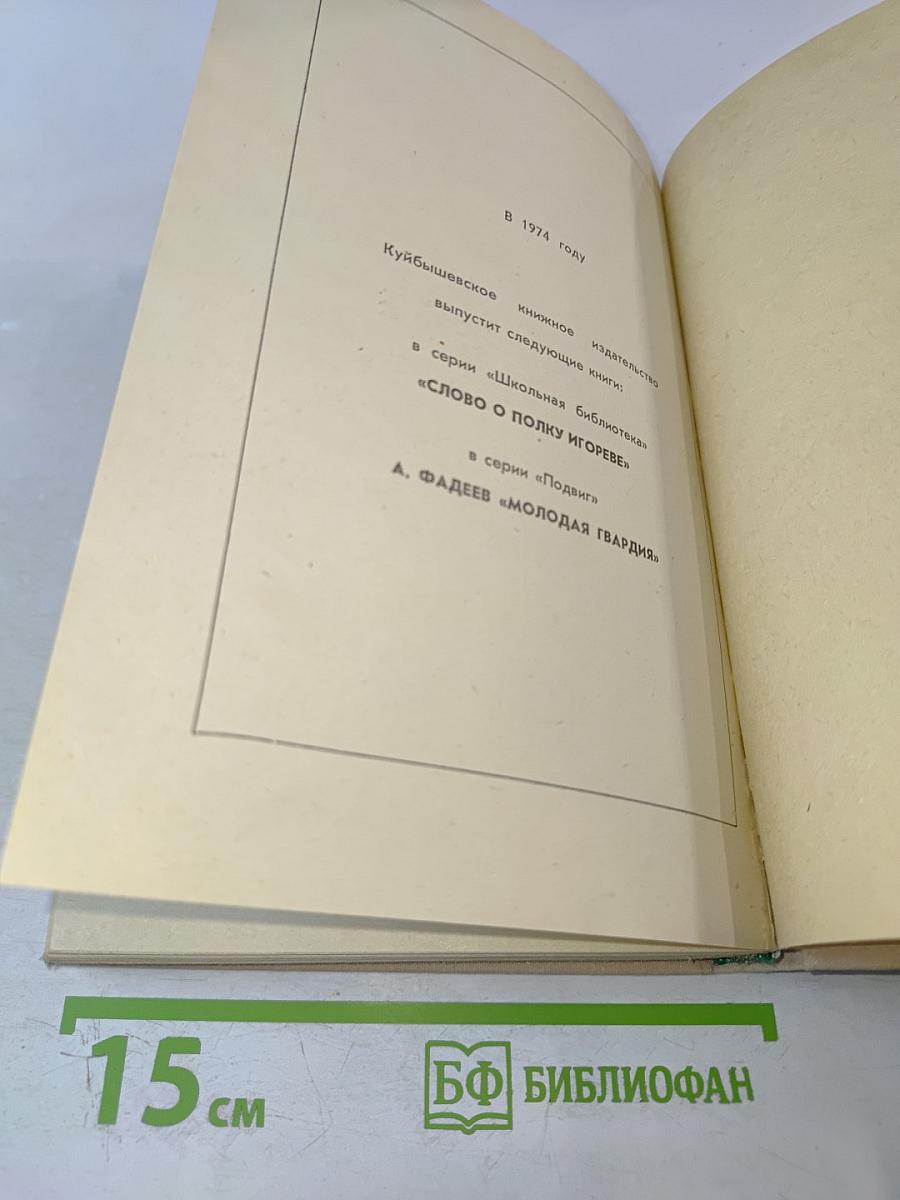 В 1974 году
Куйбышевское книжное издательство
выпустит следующие книги:
в серии «Школьная библиотека»
«СЛОВО О ПОЛКУ ИГОРЕВЕ»
в серии «Подвиг»
А. ФАДЕЕВ «МОЛОДАЯ ГВАРДИЯ»
15 см
БФ БИБЛИОФАН